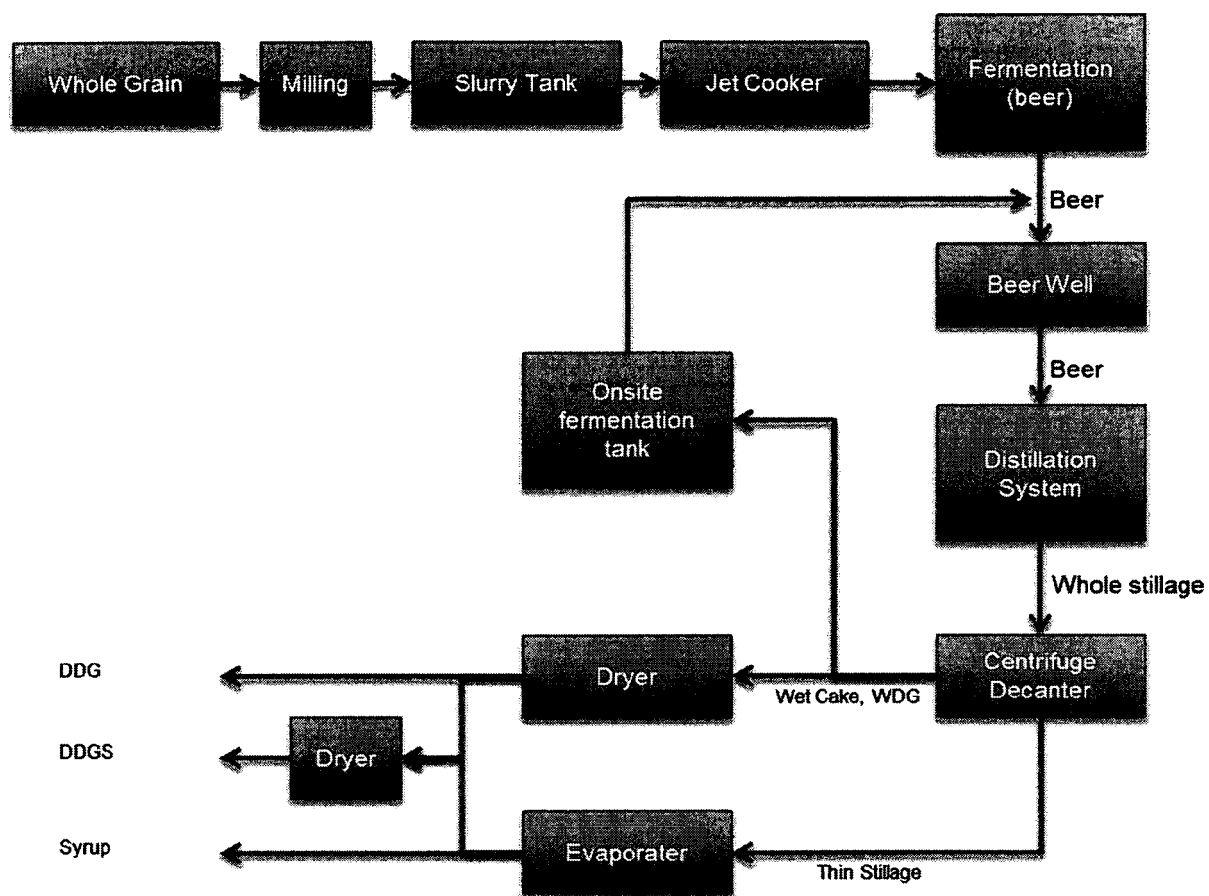 Whole Grain
Milling
Slurry Tank
Jet Cooker
Fermentation
(beer)
Beer
Beer Well
Beer
Onsite
fermentation
tank
Distillation
System
Whole stillage
Centrifuge
Decanter
Wet Cake, WDG
Dryer
DDG
Dryer
DDGS
Evaporater
Thin Stillage
Syrup